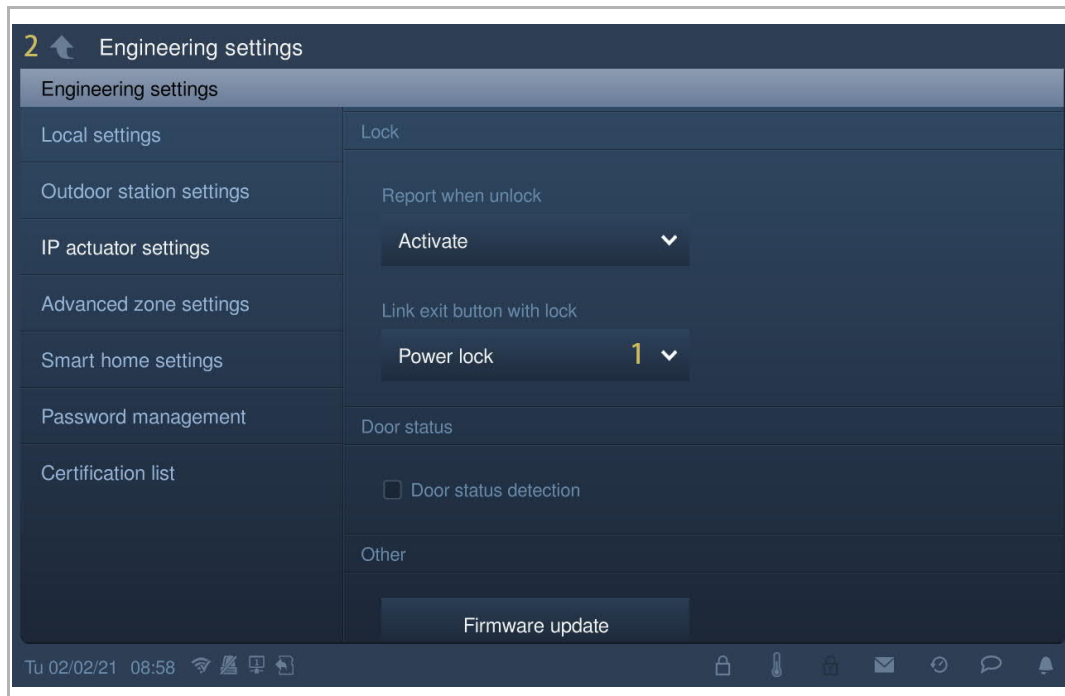 2 Engineering settings
Engineering settings
Local settings
Outdoor station settings
IP actuator settings
Advanced zone settings
Smart home settings
Password management
Certification list
Lock
Report when unlock
Activate
Link exit button with lock
Power lock 1
Door status
Door status detection
Other
Firmware update
Tu 02/02/21 08:58